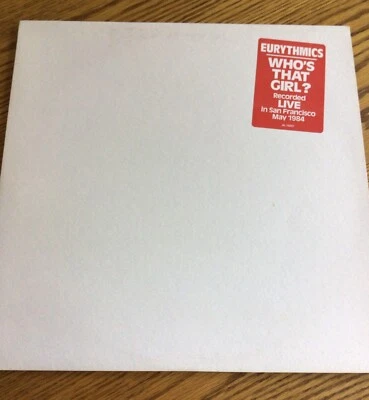 EURYTHMICS
WHO'S
THAT
GIRL?
Recorded
LIVE
in San Francisco
May 1984